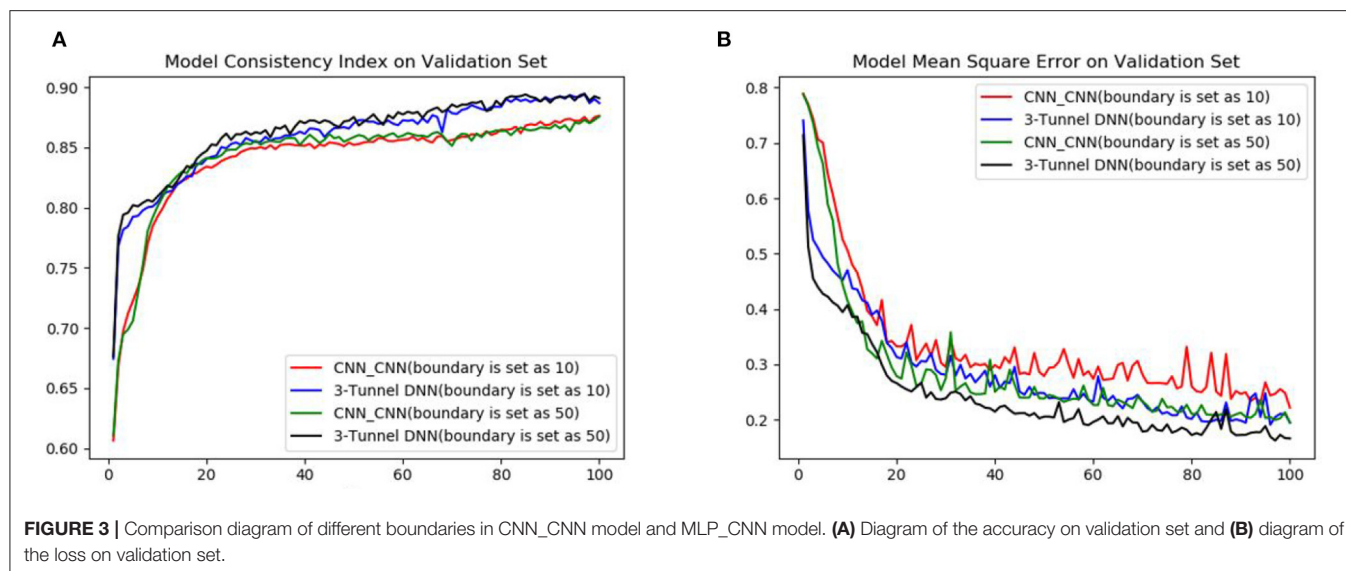 A
Model Consistency Index on Validation Set
0.90
0.85
0.80
0.75
0.70
0.65
0.60
0
20
40
60
80
100
CNN_CNN(boundary is set as 10)
3-Tunnel DNN(boundary is set as 10)
CNN_CNN(boundary is set as 50)
3-Tunnel DNN(boundary is set as 50)
B
Model Mean Square Error on Validation Set
0.8
0.7
0.6
0.5
0.4
0.3
0.2
0
20
40
60
80
100
CNN_CNN(boundary is set as 10)
3-Tunnel DNN(boundary is set as 10)
CNN_CNN(boundary is set as 50)
3-Tunnel DNN(boundary is set as 50)
FIGURE 3 | Comparison diagram of different boundaries in CNN_CNN model and MLP_CNN model. (A) Diagram of the accuracy on validation set and (B) diagram of
the loss on validation set.